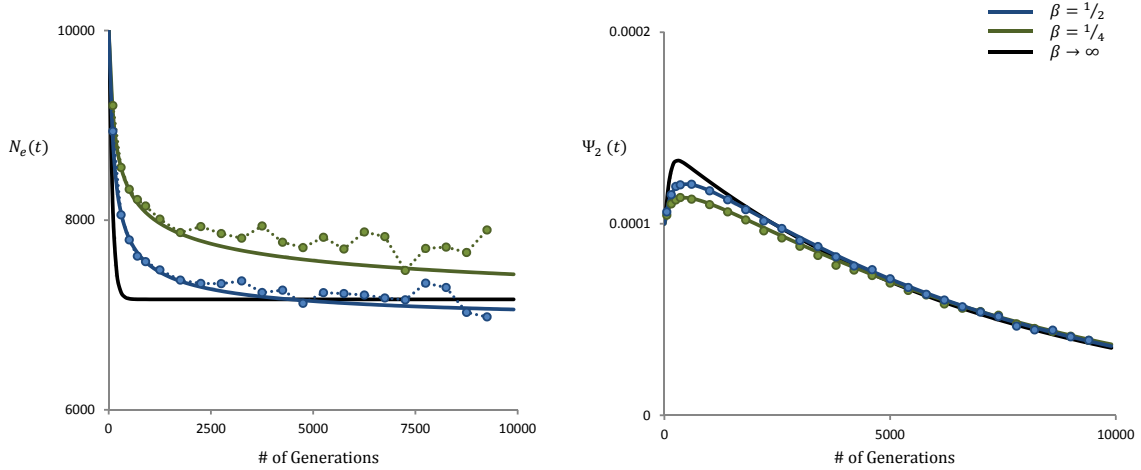 10000
8000
6000
N_e(t)
0
2500
5000
7500
10000
# of Generations
0.0002
0.0001
0
Ψ_2 (t)
0
5000
10000
# of Generations
β = 1/2
β = 1/4
β → ∞